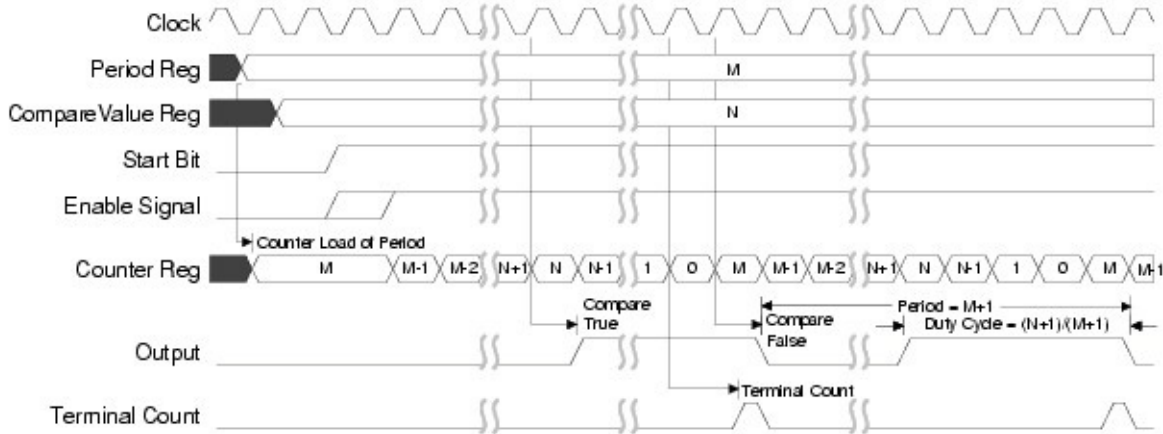 Clock
Period Reg
M
CompareValue Reg
N
Start Bit
Enable Signal
Counter Load of Period
Counter Reg
M M-1 M-2 N+1 N N-1 1 0 M M-1 M-2 N+1 N N-1 1 0 M M-1
Compare
True
Period = M+1
Compare
False
Duty Cycle = (N+1)/(M+1)
Output
Terminal Count
Terminal Count